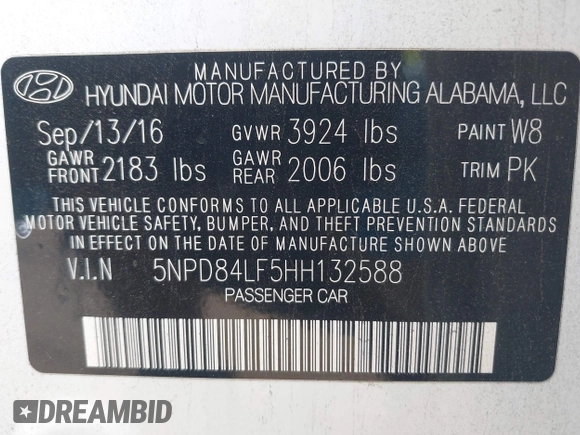 MANUFACTURED BY
HYUNDAI MOTOR MANUFACTURING ALABAMA, LLC
Sep/13/16 GVWR 3924 lbs PAINT W8
GAWR FRONT 2183 lbs GAWR REAR 2006 lbs TRIM PK
THIS VEHICLE CONFORMS TO ALL APPLICABLE U.S.A. FEDERAL
MOTOR VEHICLE SAFETY, BUMPER, AND THEFT PREVENTION STANDARDS
IN EFFECT ON THE DATE OF MANUFACTURE SHOWN ABOVE
V.I.N 5NPD84LF5HH132588
PASSENGER CAR
DREAMBID